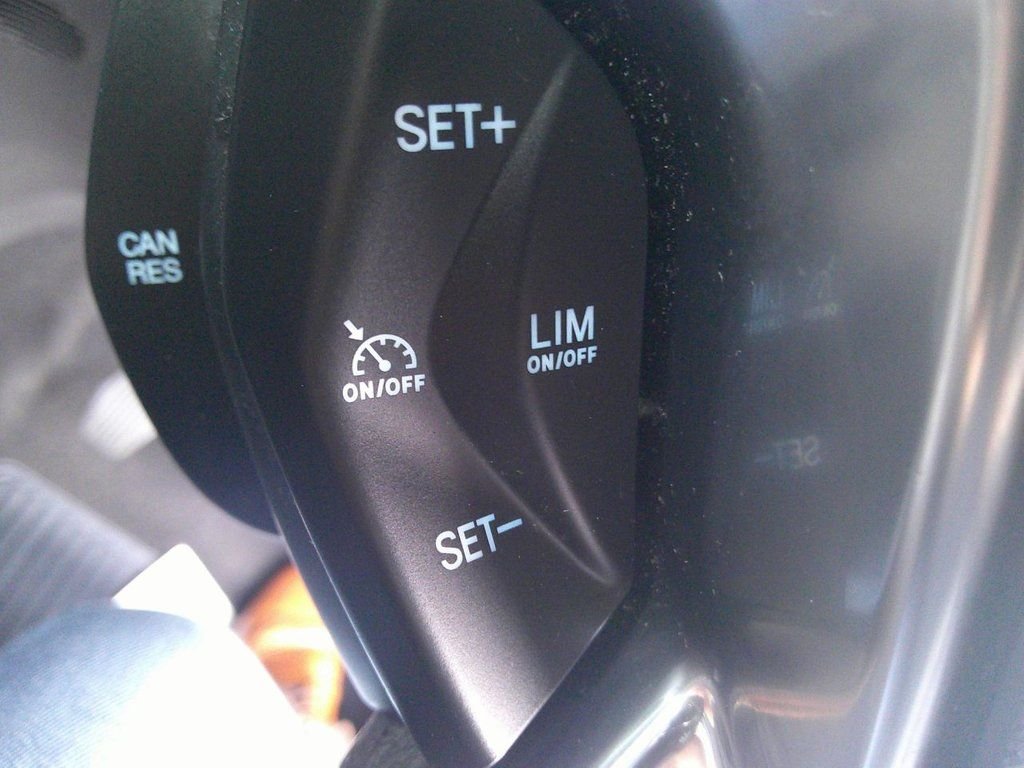 SET+
CAN
RES
LIM
ON/OFF
ON/OFF
SET-